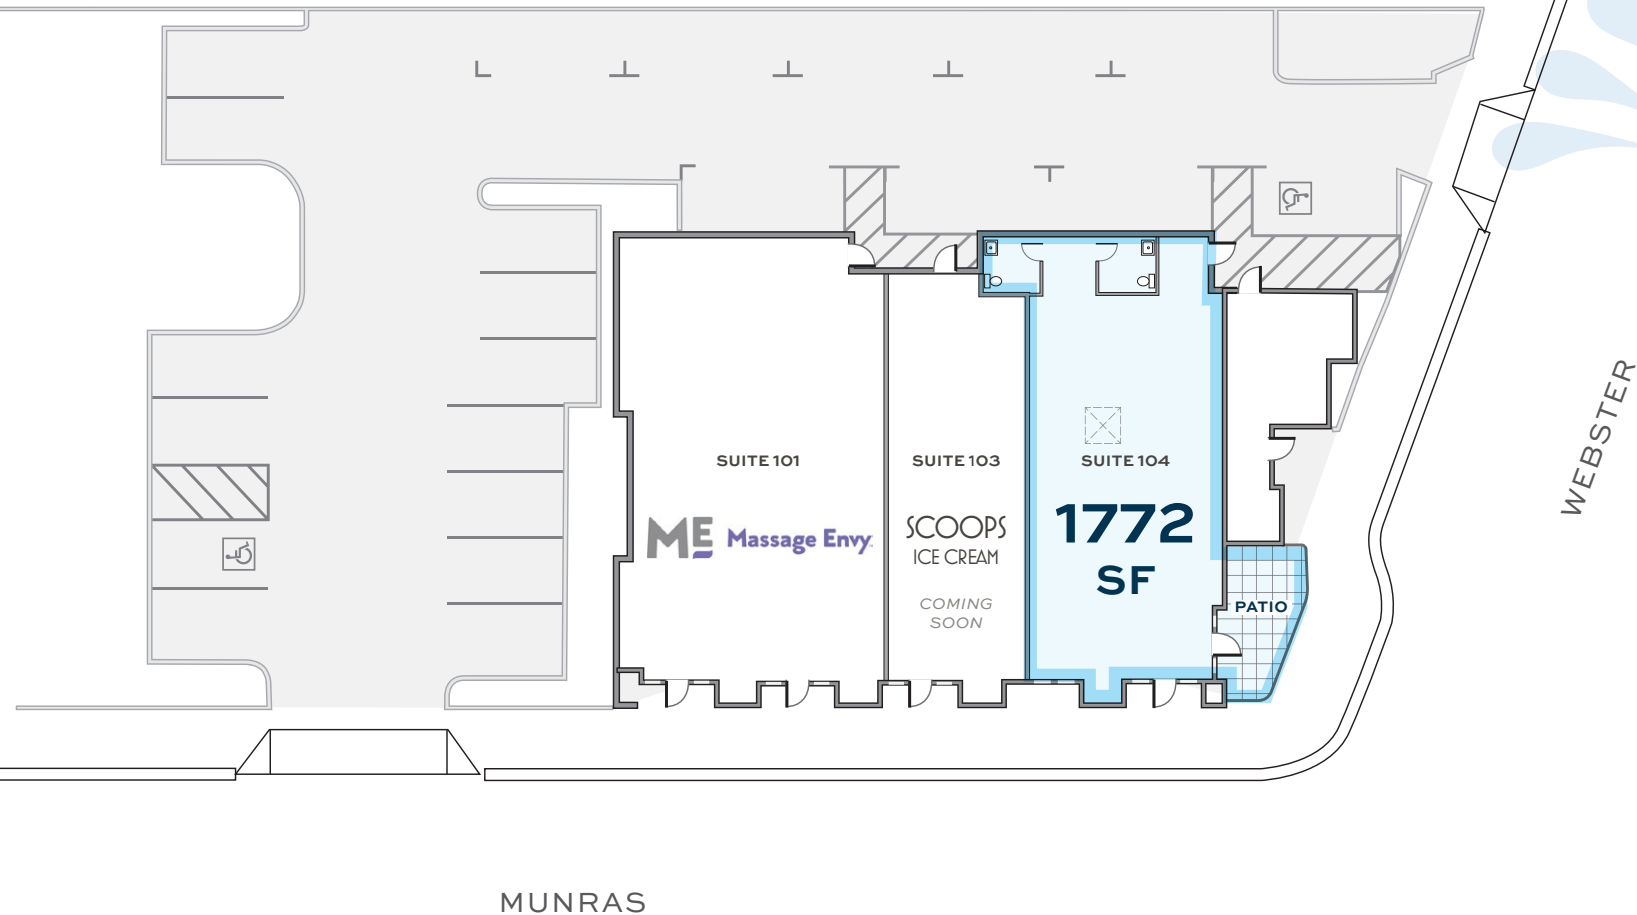 SUITE 101
ME Massage Envy
SUITE 103
SCOOPS
ICE CREAM
COMING
SOON
SUITE 104
1772
SF
PATIO
WEBSTER
MUNRAS